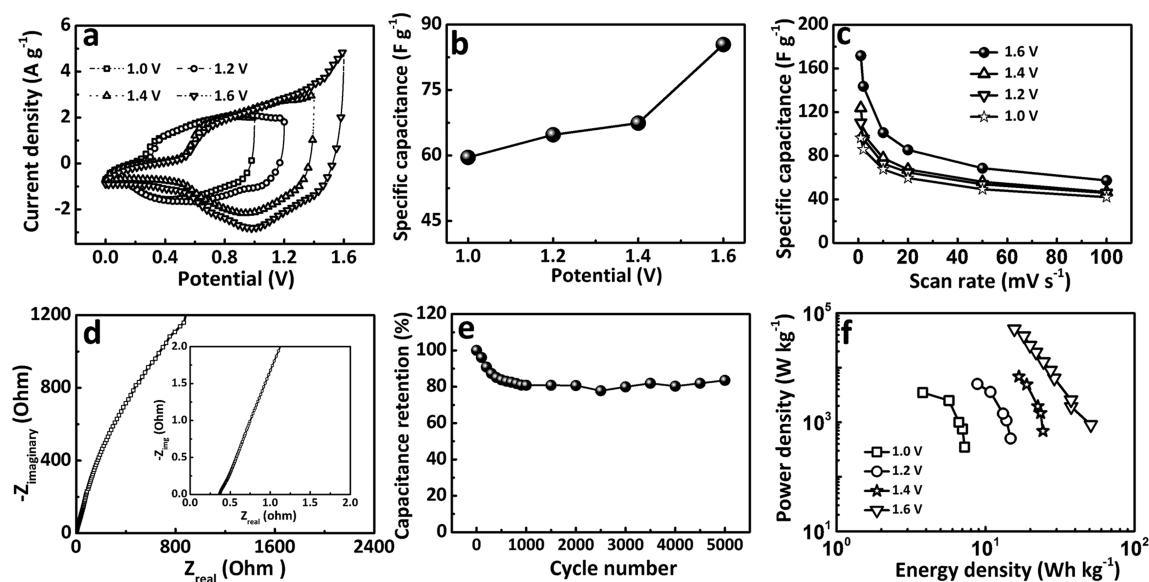 a
Current density (A g⁻¹)
6
4
2
0
-2
1.0 V
1.2 V
1.4 V
1.6 V
0.0 0.4 0.8 1.2 1.6
Potential (V)
b
Specific capacitance (F g⁻¹)
90
75
60
45
1.0 1.2 1.4 1.6
Potential (V)
c
Specific capacitance (F g⁻¹)
200
160
120
80
40
0
1.6 V
1.4 V
1.2 V
1.0 V
0 20 40 60 80 100
Scan rate (mV s⁻¹)
d
-Zimaginary (Ohm)
1200
800
400
0
-Zimg (Ohm)
2.0
1.5
1.0
0.5
0.0
0.0 0.5 1.0 1.5 2.0
Zreal (ohm)
0 800 1600 2400
Zreal (Ohm )
e
Capacitance retention (%)
120
100
80
60
40
20
0
0 1000 2000 3000 4000 5000
Cycle number
f
Power density (W kg⁻¹)
10⁵
10³
10¹
1.0 V
1.2 V
1.4 V
1.6 V
10⁰ 10¹ 10²
Energy density (Wh kg⁻¹)